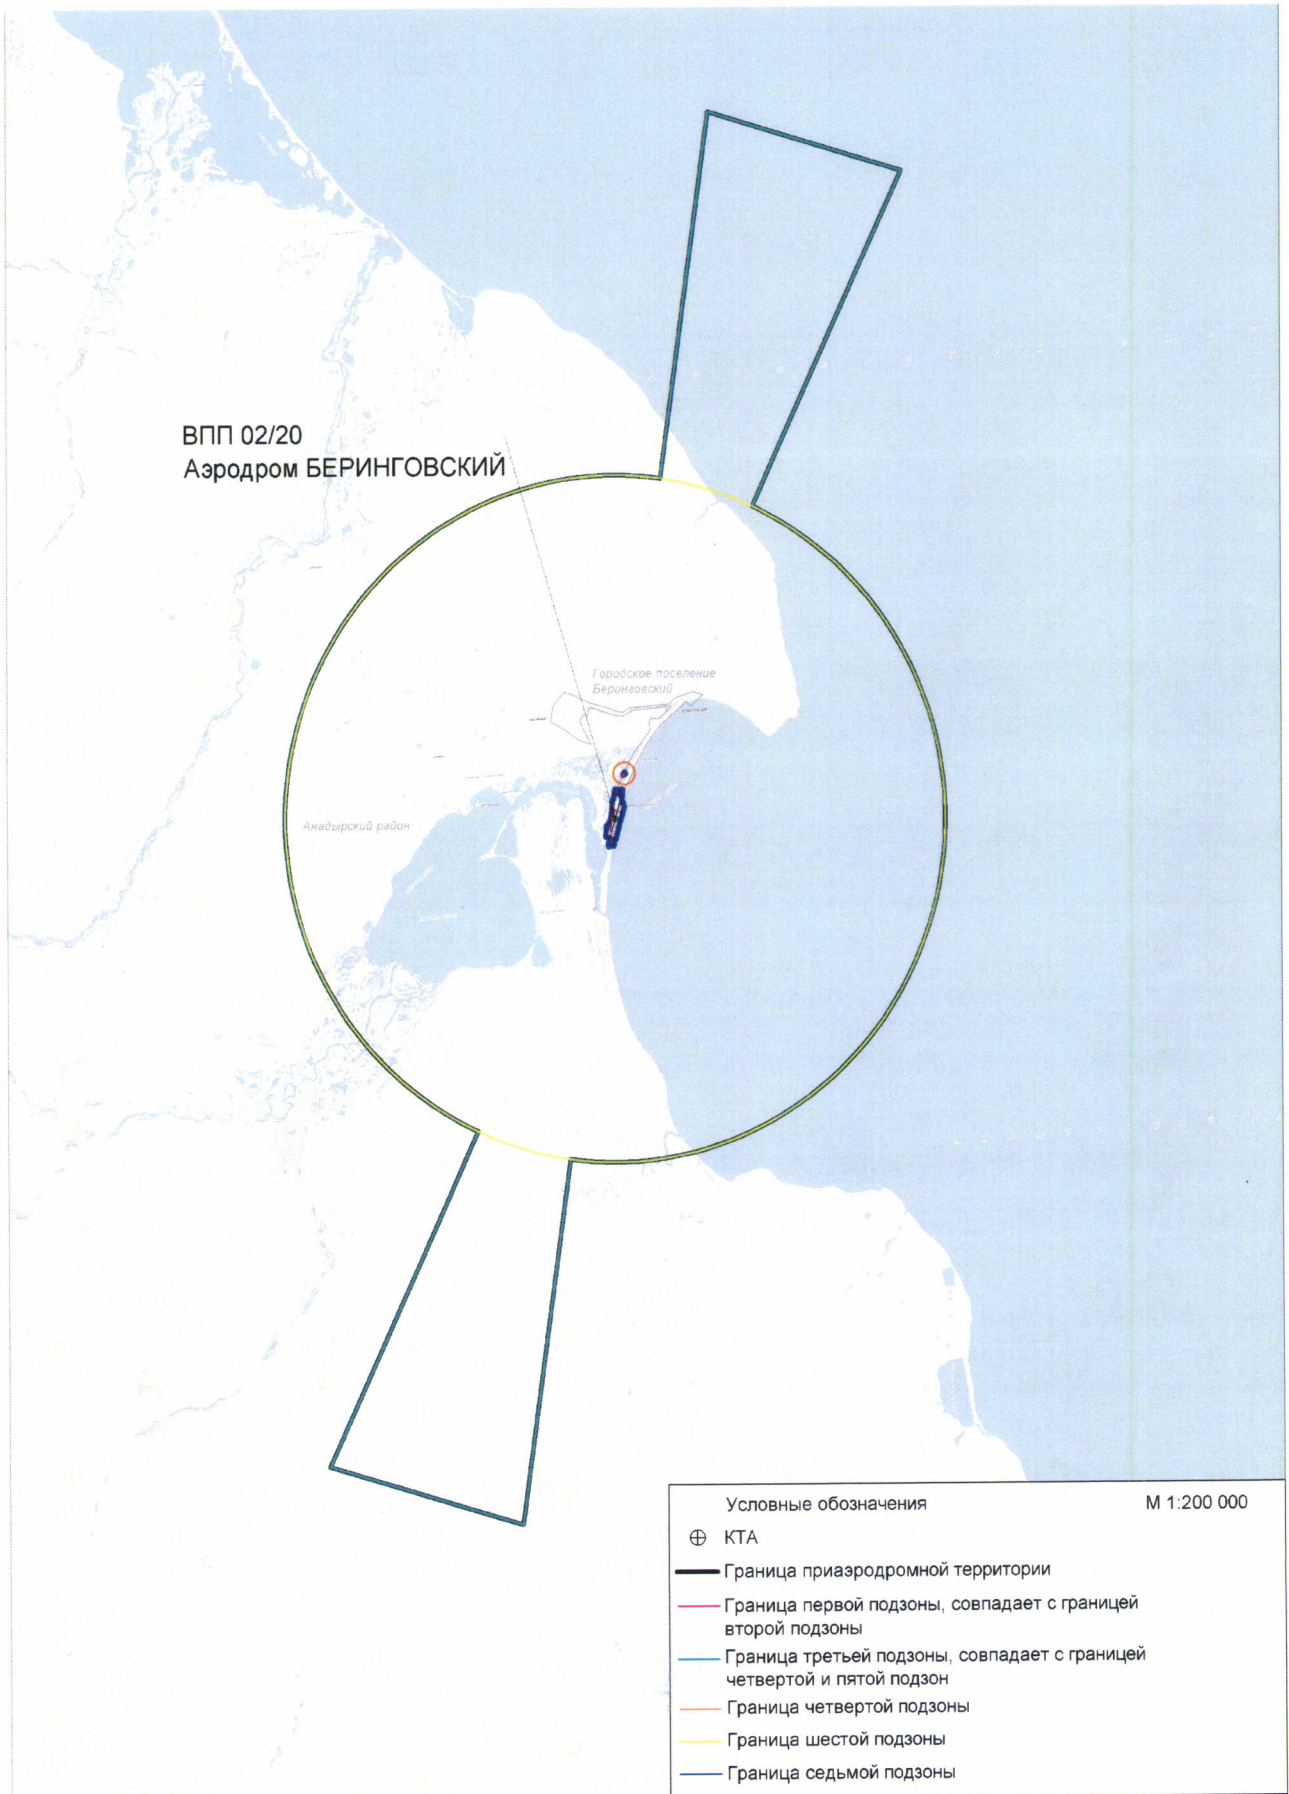 ВПП 02/20
Аэродром БЕРИНГОВСКИЙ
Городское поселение
Беринговский
Анадырский район
Условные обозначения
М 1:200 000
КТА
Граница приаэродромной территории
Граница первой подзоны, совпадает с границей
второй подзоны
Граница третьей подзоны, совпадает с границей
четвертой и пятой подзон
Граница четвертой подзоны
Граница шестой подзоны
Граница седьмой подзоны